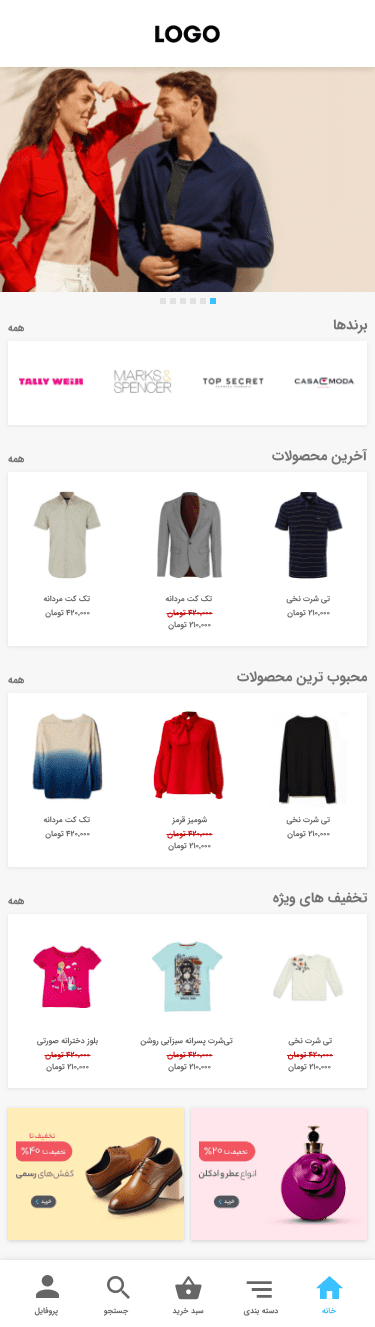 LOGO
برندها
همه
CASA MODA
TOP SECRET
MARKS & SPENCER
TALLY WEiJL
آخرین محصولات
همه
تی شرت نخی
۲۱۰,۰۰۰ تومان
تک کت مردانه
۴۲۰,۰۰۰ تومان
۲۱۰,۰۰۰ تومان
تک کت مردانه
۴۲۰,۰۰۰ تومان
محبوب ترین محصولات
همه
تی شرت نخی
۲۱۰,۰۰۰ تومان
شومیز قرمز
۴۲۰,۰۰۰ تومان
۲۱۰,۰۰۰ تومان
تک کت مردانه
۴۲۰,۰۰۰ تومان
تخفیف های ویژه
همه
تی شرت نخی
۴۲۰,۰۰۰ تومان
۲۱۰,۰۰۰ تومان
تی‌شرت پسرانه سبزآبی روشن
۴۲۰,۰۰۰ تومان
۲۱۰,۰۰۰ تومان
بلوز دخترانه صورتی
۴۲۰,۰۰۰ تومان
۲۱۰,۰۰۰ تومان
تخفیف تا ۲۰%
انواع عطر و ادکلن
خرید
تخفیف تا
تخفیف تا ۴۰%
کفش‌های رسمی
خرید
خانه
دسته بندی
سبد خرید
جستجو
پروفایل